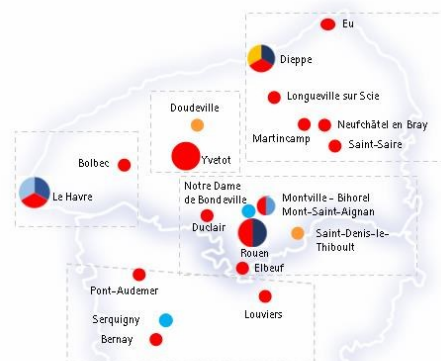 Eu
Dieppe
Longueville sur Scie
Doudeville
Martincamp
Neufchâtel en Bray
Saint-Saire
Yvetot
Bolbec
Le Havre
Notre Dame
de Bondeville
Montville - Bihorel
Mont-Saint-Aignan
Duclair
Saint-Denis-le-
Thiboult
Rouen
Elbeuf
Pont-Audemer
Louviers
Serquigny
Bernay